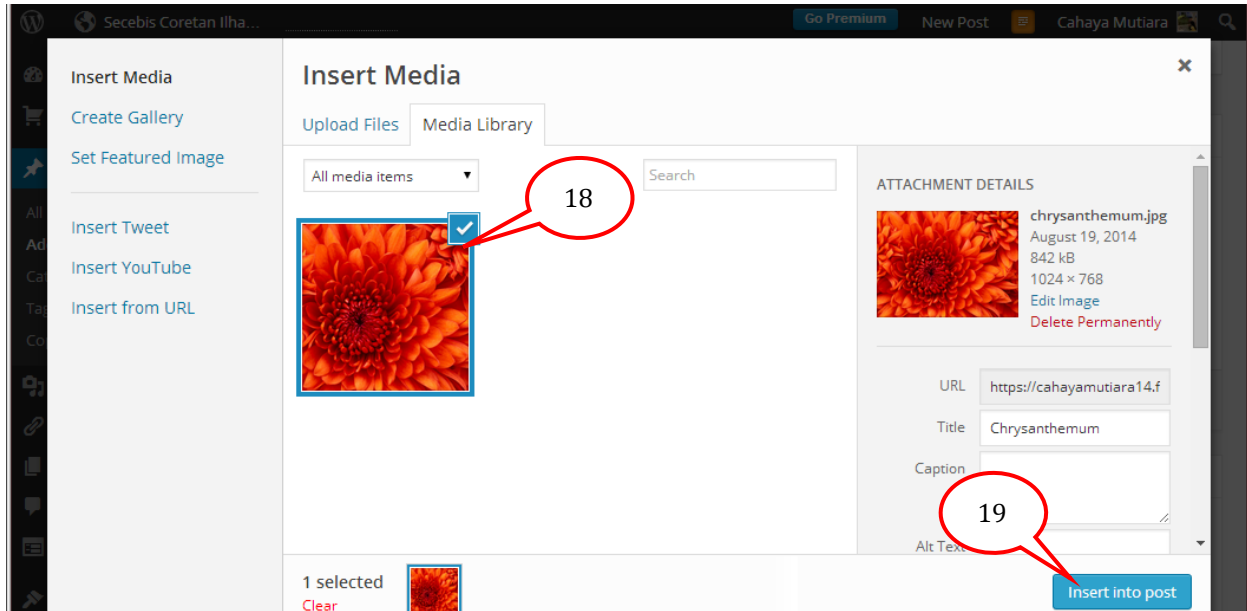 Secebis Coretan Ilha...
Go Premium
New Post
Cahaya Mutiara
Insert Media
Create Gallery
Set Featured Image
Insert Tweet
Insert YouTube
Insert from URL
Insert Media
Upload Files
Media Library
All media items
Search
18
ATTACHMENT DETAILS
chrysanthemum.jpg
August 19, 2014
842 kB
1024 × 768
Edit Image
Delete Permanently
URL https://cahayamutiara14.f
Title Chrysanthemum
Caption
19
Alt Text
1 selected
Clear
Insert into post
All